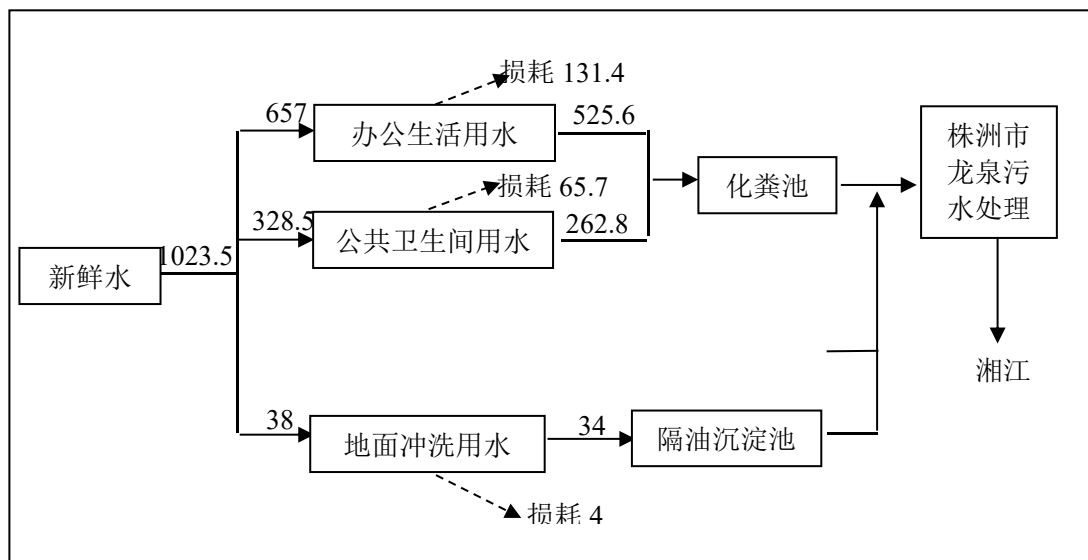 损耗 131.4
657
办公生活用水
525.6
损耗 65.7
328.5
公共卫生间用水
262.8
化粪池
株洲市
龙泉污
水处理
1023.5
新鲜水
湘江
38
地面冲洗用水
34
隔油沉淀池
损耗 4